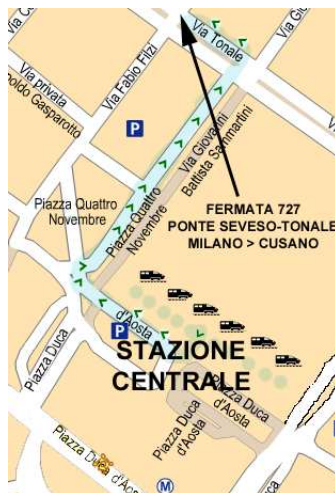 Via Tonale
Via Fabio Filzi
Via privata
poldo Gasparotto
P
Via Giovanni
Battista Sammartini
FERMATA 727
PONTE SEVESO-TONALE
MILANO > CUSANO
Piazza Quattro
Novembre
Piazza Quattro
Novembre
d'Aosta
P
STAZIONE
CENTRALE
Piazza Duca
Piazza Duca
d'Aosta
Piazza Duca
d'Aosta
Piazza Duca
d'Aosta
M